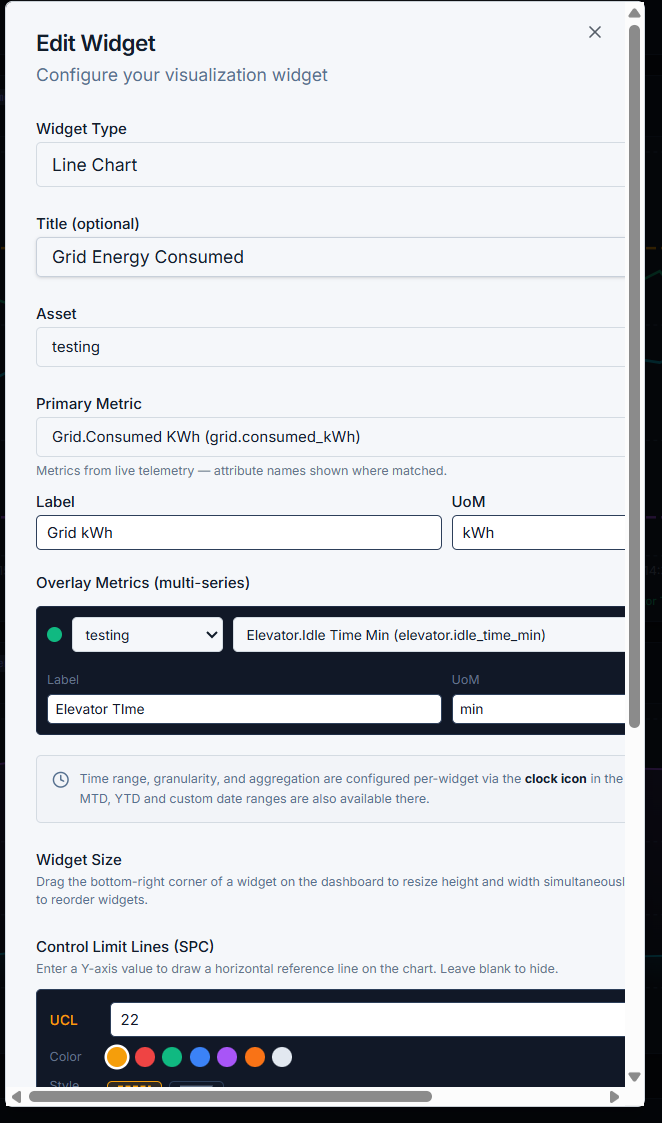 Edit Widget
Configure your visualization widget
Widget Type
Line Chart
Title (optional)
Grid Energy Consumed
Asset
testing
Primary Metric
Grid.Consumed KWh (grid.consumed_kWh)
Metrics from live telemetry — attribute names shown where matched.
Label UoM
Grid kWh kWh
Overlay Metrics (multi-series)
testing Elevator.Idle Time Min (elevator.idle_time_min)
Label UoM
Elevator TIme min
Time range, granularity, and aggregation are configured per-widget via the clock icon in the
MTD, YTD and custom date ranges are also available there.
Widget Size
Drag the bottom-right corner of a widget on the dashboard to resize height and width simultaneousl
to reorder widgets.
Control Limit Lines (SPC)
Enter a Y-axis value to draw a horizontal reference line on the chart. Leave blank to hide.
UCL 22
Color
Style